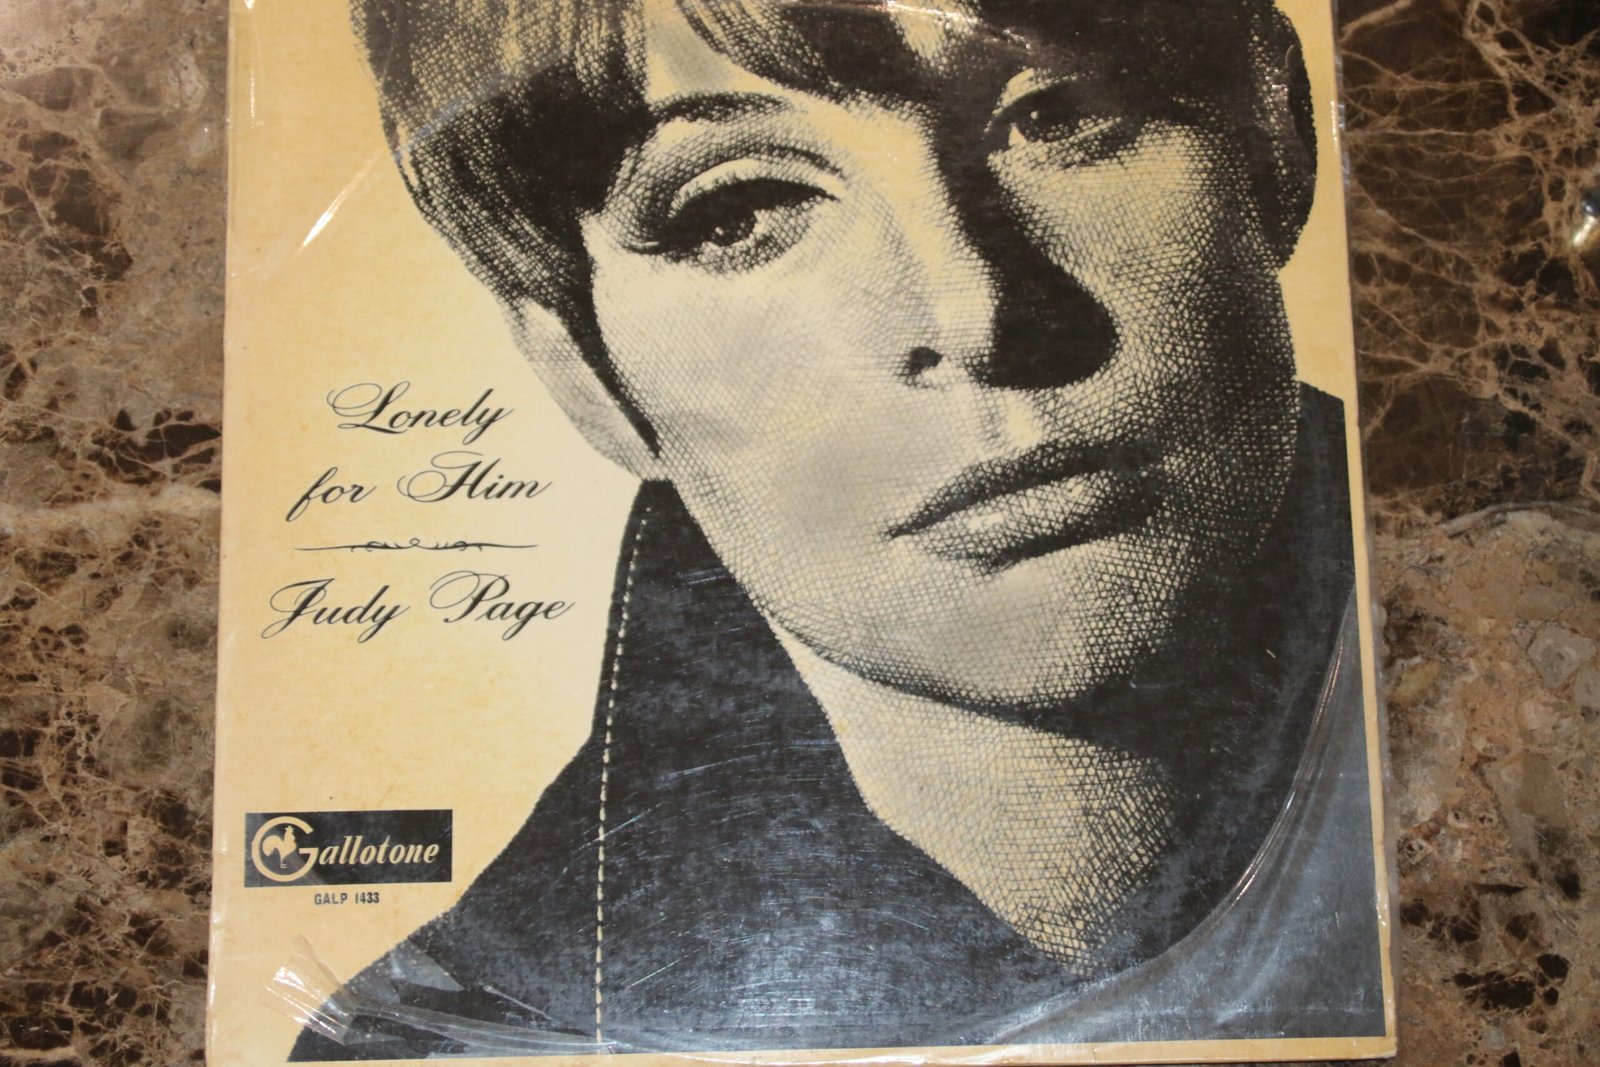 Lonely
for Him
Judy Page
Gallotone
GALP 1433